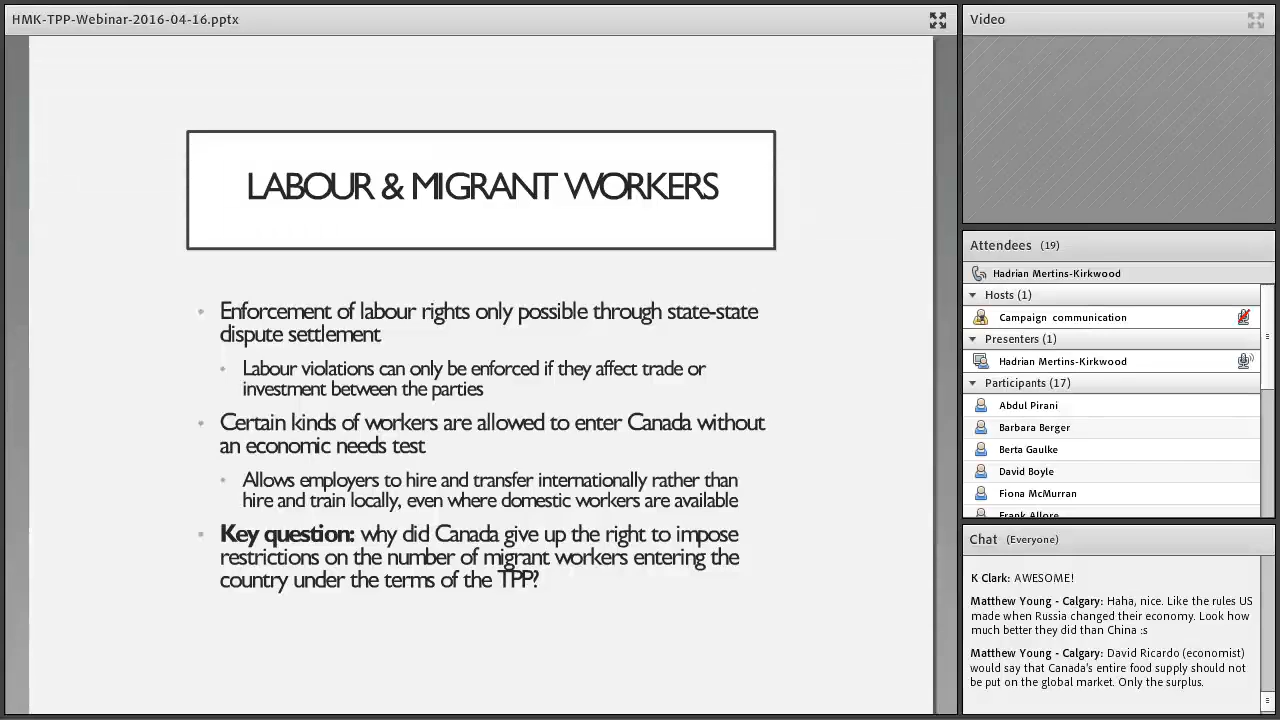 HMK-TPP-Webinar-2016-04-16.pptx
LABOUR & MIGRANT WORKERS
Enforcement of labour rights only possible through state-state
dispute settlement
Labour violations can only be enforced if they affect trade or
investment between the parties
Certain kinds of workers are allowed to enter Canada without
an economic needs test
Allows employers to hire and transfer internationally rather than
hire and train locally, even where domestic workers are available
Key question: why did Canada give up the right to impose
restrictions on the number of migrant workers entering the
country under the terms of the TPP?
Video
Attendees (19)
Hadrian Mertins-Kirkwood
Hosts (1)
Campaign communication
Presenters (1)
Hadrian Mertins-Kirkwood
Participants (17)
Abdul Pirani
Barbara Berger
Berta Gaulke
David Boyle
Fiona McMurran
Frank Allore
Chat (Everyone)
K Clark: AWESOME!
Matthew Young - Calgary: Haha, nice. Like the rules US
made when Russia changed their economy. Look how
much better they did than China :s
Matthew Young - Calgary: David Ricardo (economist)
would say that Canada's entire food supply should not
be put on the global market. Only the surplus.